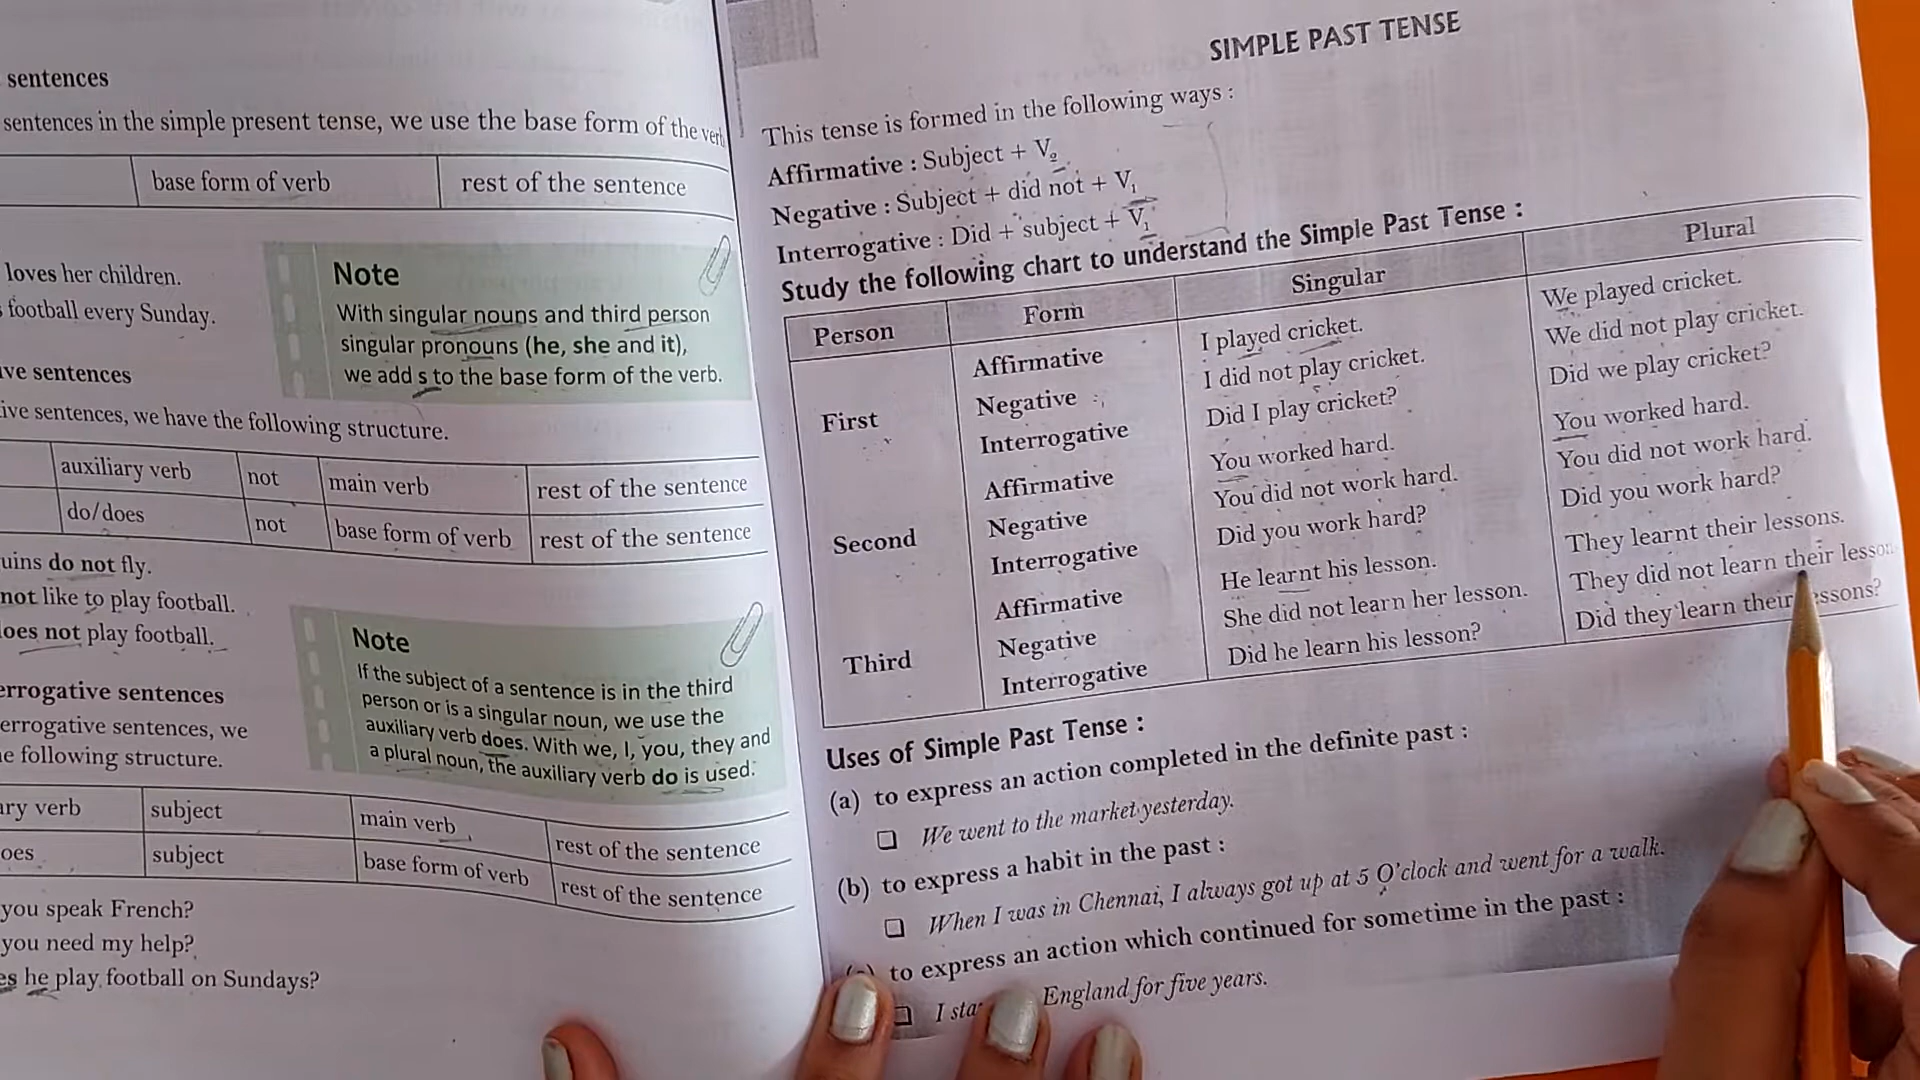 sentences
sentences in the simple present tense, we use the base form of the verb
base form of verb rest of the sentence
loves her children.
football every Sunday.
Note
With singular nouns and third person
singular pronouns (he, she and it),
we add s to the base form of the verb.
ive sentences
ive sentences, we have the following structure.
auxiliary verb not main verb rest of the sentence
do/does not base form of verb rest of the sentence
uins do not fly.
not like to play football.
oes not play football.
Note
If the subject of a sentence is in the third
person or is a singular noun, we use the
auxiliary verb does. With we, I, you, they and
a plural noun, the auxiliary verb do is used.
errogative sentences
errogative sentences, we
e following structure.
ary verb subject main verb rest of the sentence
oes subject base form of verb rest of the sentence
you speak French?
you need my help?
es he play football on Sundays?
SIMPLE PAST TENSE
This tense is formed in the following ways :
Affirmative : Subject + V₂
Negative : Subject + did not + V₁
Interrogative : Did + subject + V₁
Study the following chart to understand the Simple Past Tense :
Person Form Singular Plural
First Affirmative I played cricket. We played cricket.
Negative I did not play cricket. We did not play cricket.
Interrogative Did I play cricket? Did we play cricket?
Second Affirmative You worked hard. You worked hard.
Negative You did not work hard. You did not work hard.
Interrogative Did you work hard? Did you work hard?
Third Affirmative He learnt his lesson. They learnt their lessons.
Negative She did not learn her lesson. They did not learn their lesson
Interrogative Did he learn his lesson? Did they learn their ssons?
Uses of Simple Past Tense :
(a) to express an action completed in the definite past :
❑ We went to the market yesterday.
(b) to express a habit in the past :
❑ When I was in Chennai, I always got up at 5 O'clock and went for a walk.
to express an action which continued for sometime in the past :
❑ I sta England for five years.